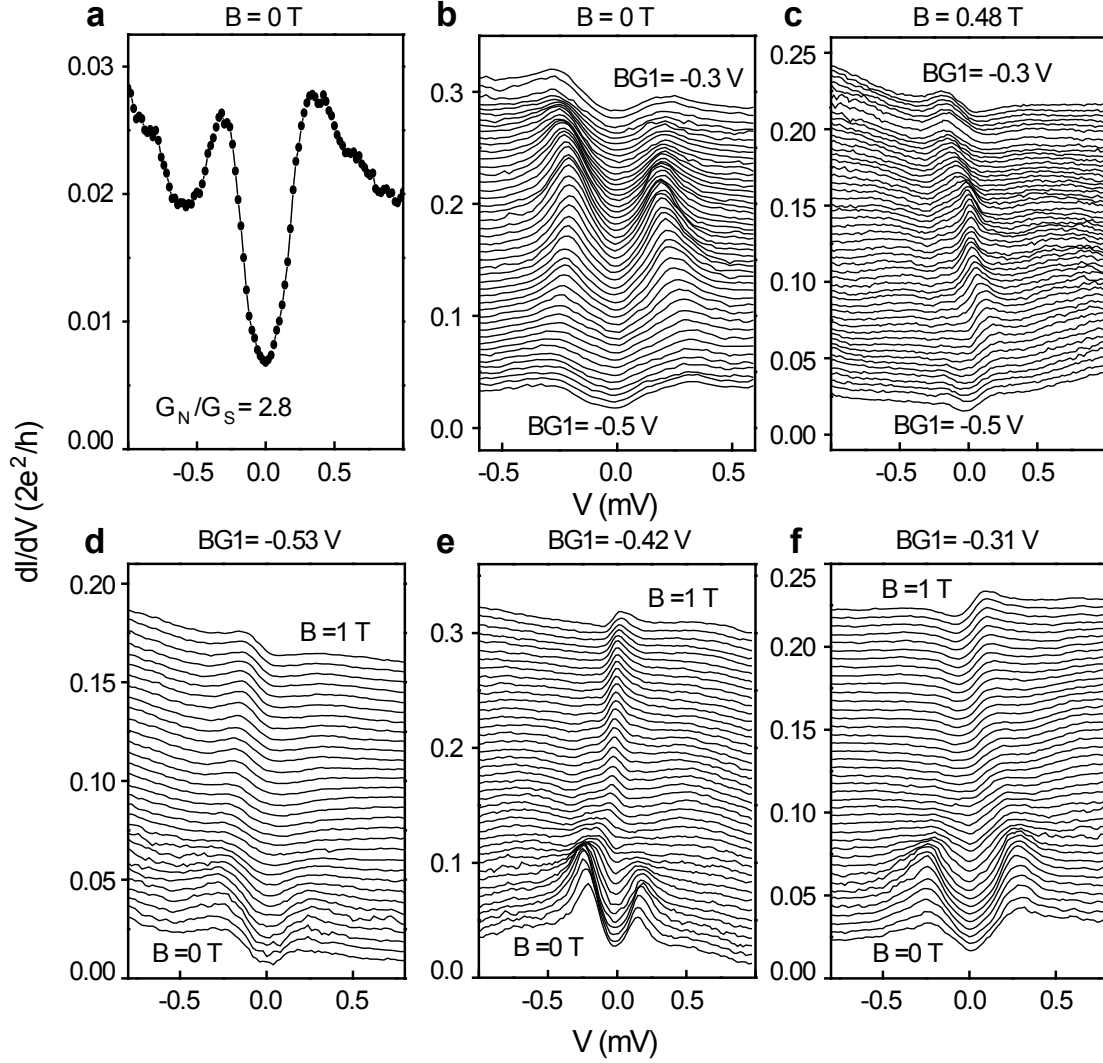 a
B = 0 T
b
B = 0 T
c
B = 0.48 T
0.03
0.02
0.01
0.00
G_N/G_S = 2.8
-0.5
0.0
0.5
0.3
0.2
0.1
0.0
BG1= -0.3 V
BG1= -0.5 V
-0.5
0.0
0.5
V (mV)
0.25
0.20
0.15
0.10
0.05
0.00
BG1= -0.3 V
BG1= -0.5 V
-0.5
0.0
0.5
dI/dV (2e²/h)
d
BG1= -0.53 V
e
BG1= -0.42 V
f
BG1= -0.31 V
0.20
0.15
0.10
0.05
0.00
B =1 T
B =0 T
-0.5
0.0
0.5
0.3
0.2
0.1
0.0
B =1 T
B =0 T
-0.5
0.0
0.5
V (mV)
0.25
0.20
0.15
0.10
0.05
0.00
B =1 T
B =0 T
-0.5
0.0
0.5